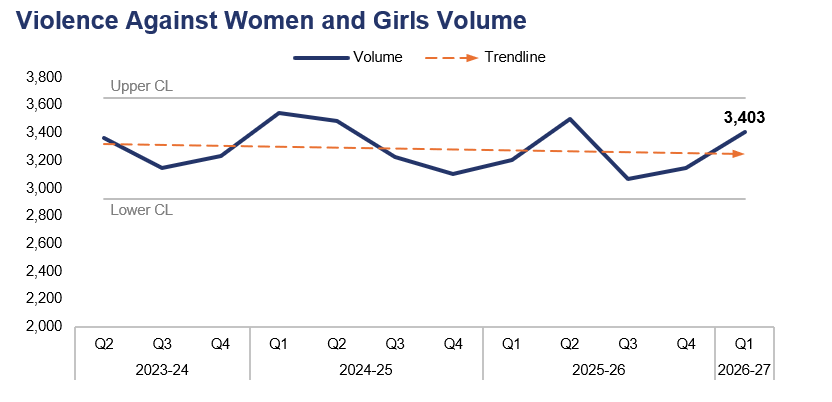 Violence Against Women and Girls Volume
Volume Trendline
3,800
Upper CL
3,600
3,403
3,400
3,200
3,000
2,800
Lower CL
2,600
2,400
2,200
2,000
Q2 Q3 Q4 Q1 Q2 Q3 Q4 Q1 Q2 Q3 Q4 Q1
2023-24 2024-25 2025-26 2026-27